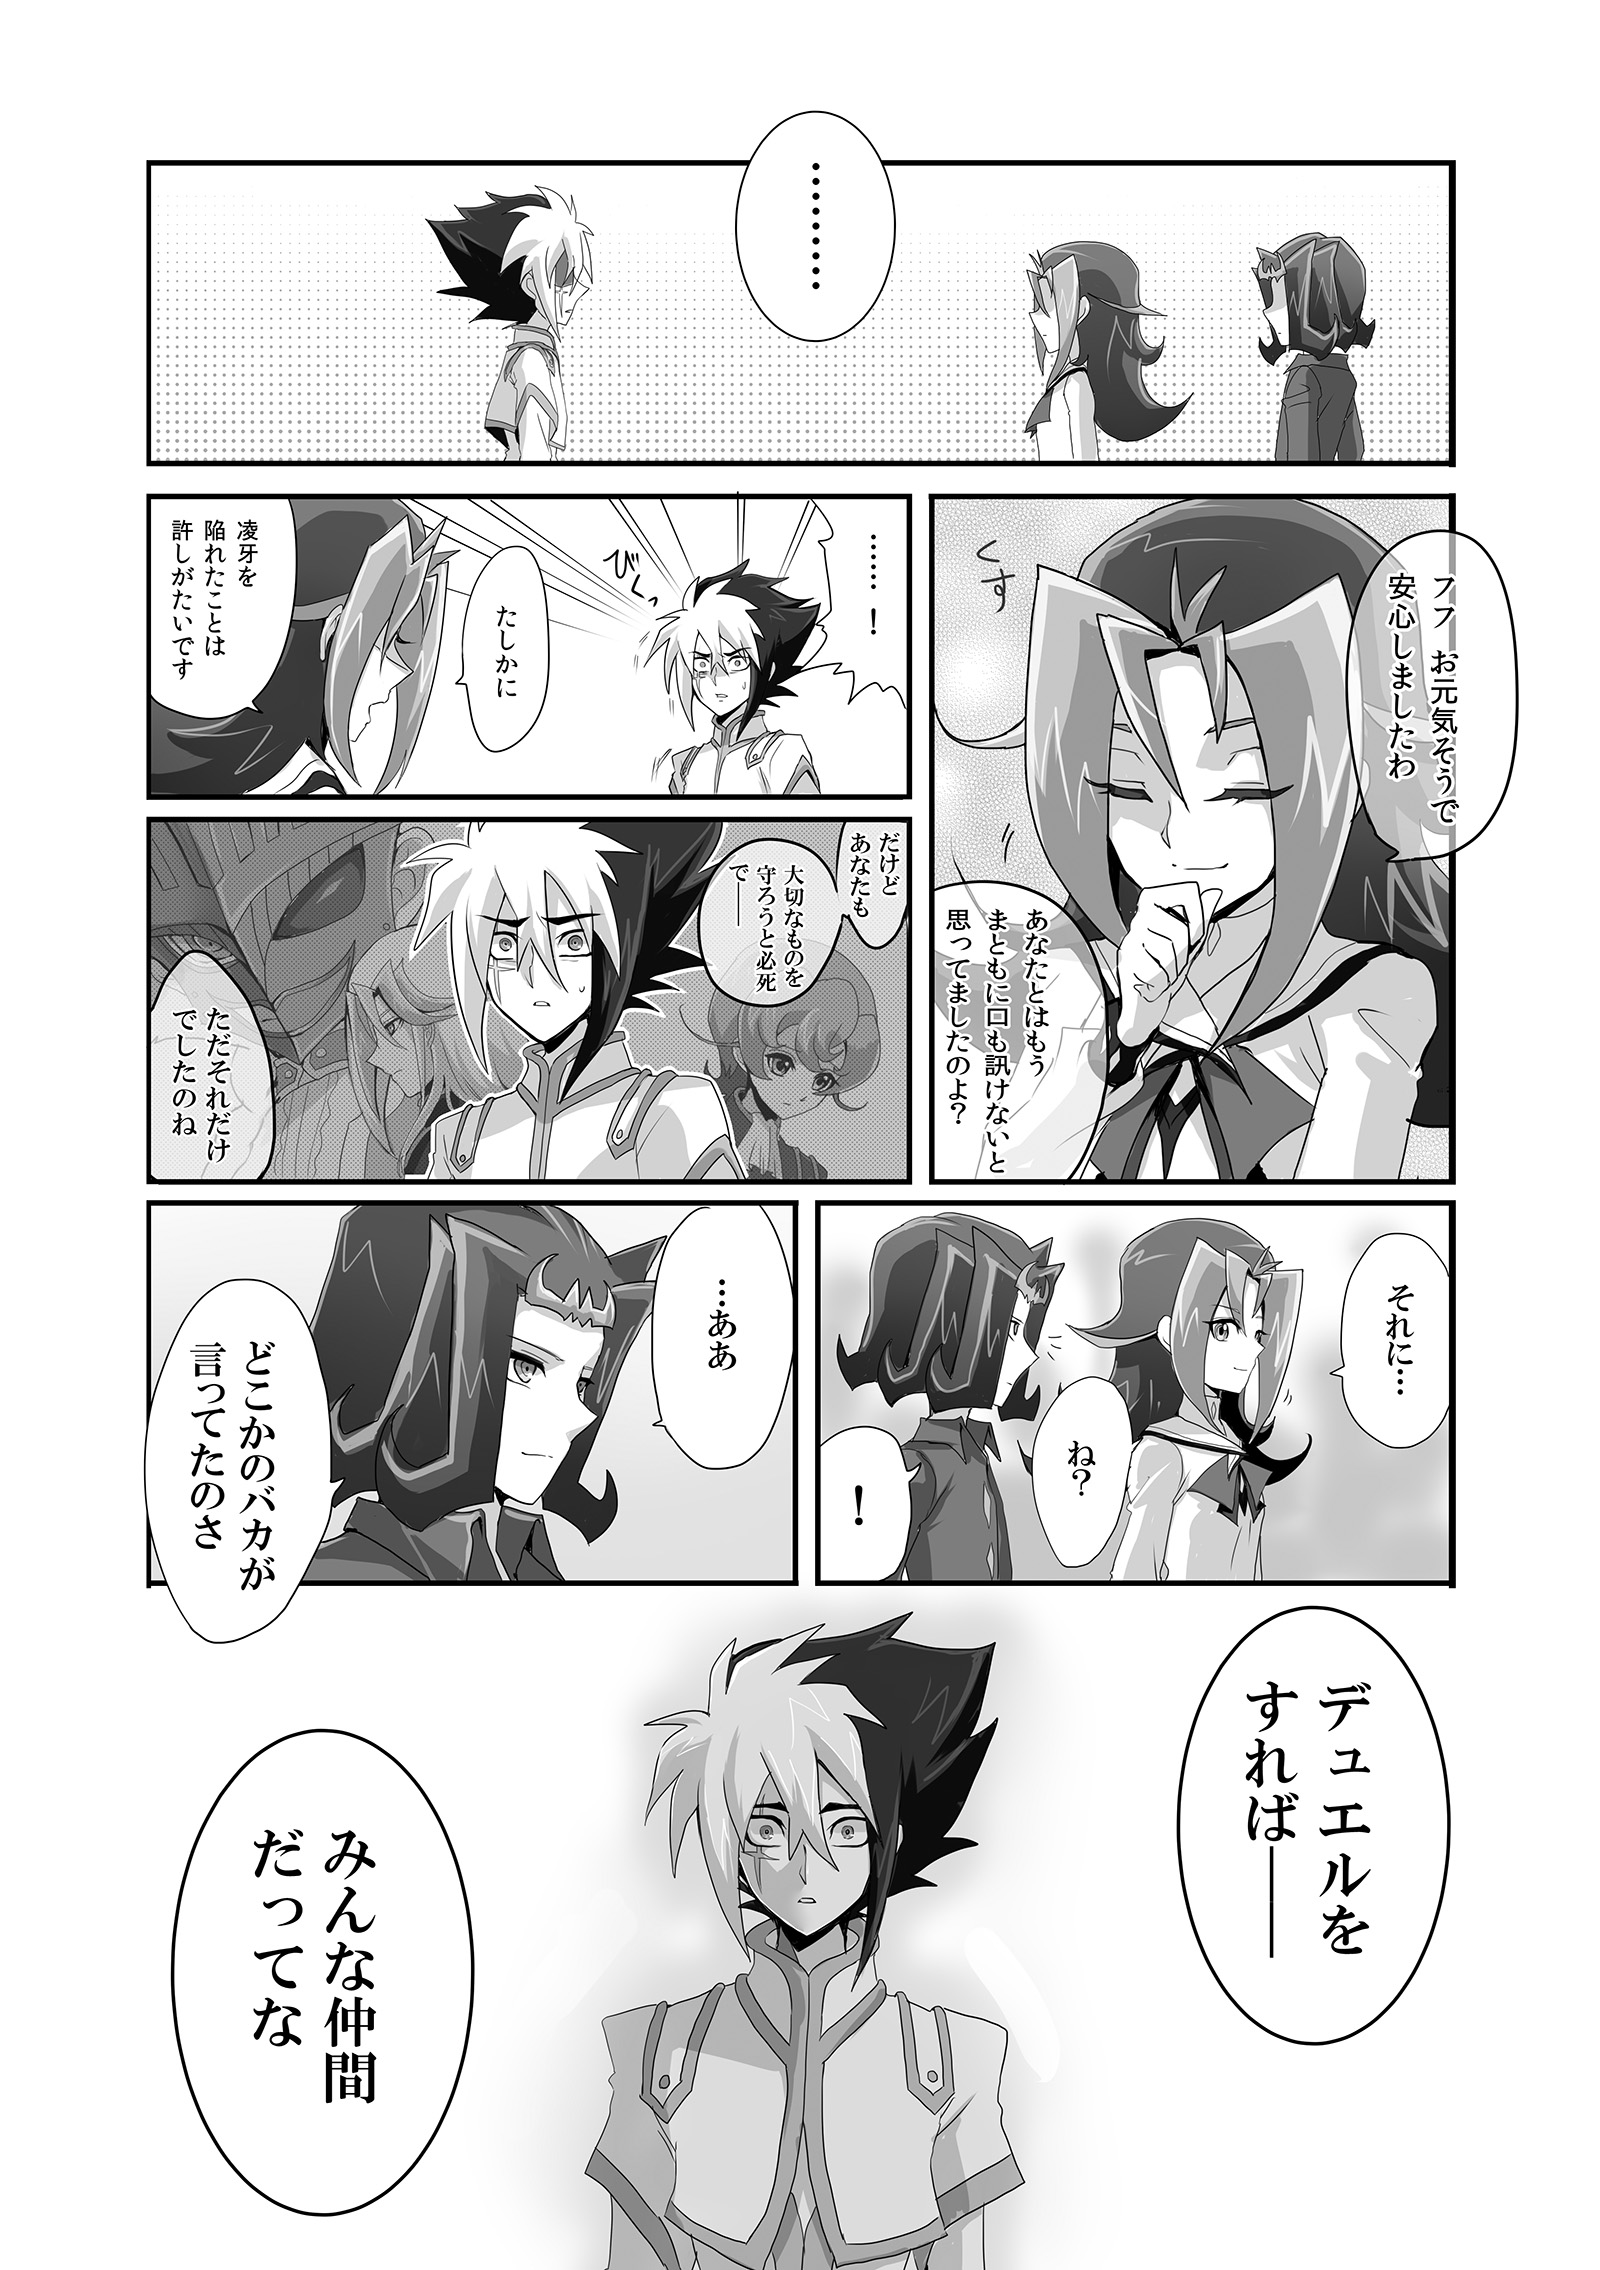 ………
フフ お元気そうで
安心しましたわ
くす
あなたとはもう
まともに口も訊けないと
思ってましたのよ?
……!
びくっ
たしかに
凌牙を
陥れたことは
許しがたいです
だけど
あなたも
大切なものを
守ろうと必死
で――
ただそれだけ
でしたのね
それに…
ね?
!
…ああ
どこかのバカが
言ってたのさ
デュエルを
すれば――
みんな仲間
だってな